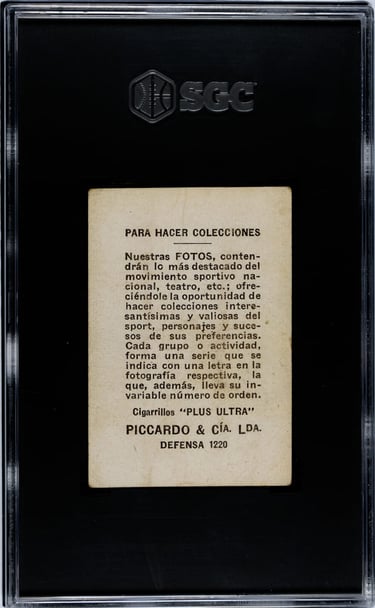 SGC
PARA HACER COLECCIONES
Nuestras FOTOS, conten-
drán lo más destacado del
movimiento sportivo na-
cional, teatro, etc.; ofre-
ciéndole la oportunidad de
hacer colecciones intere-
santísimas y valiosas del
sport, personajes y suce-
sos de sus preferencias.
Cada grupo o actividad,
forma una serie que se
indica con una letra en la
fotografía respectiva, la
que, además, lleva su in-
variable número de orden.
Cigarrillos "PLUS ULTRA"
PICCARDO & CÍA. LDA.
DEFENSA 1220